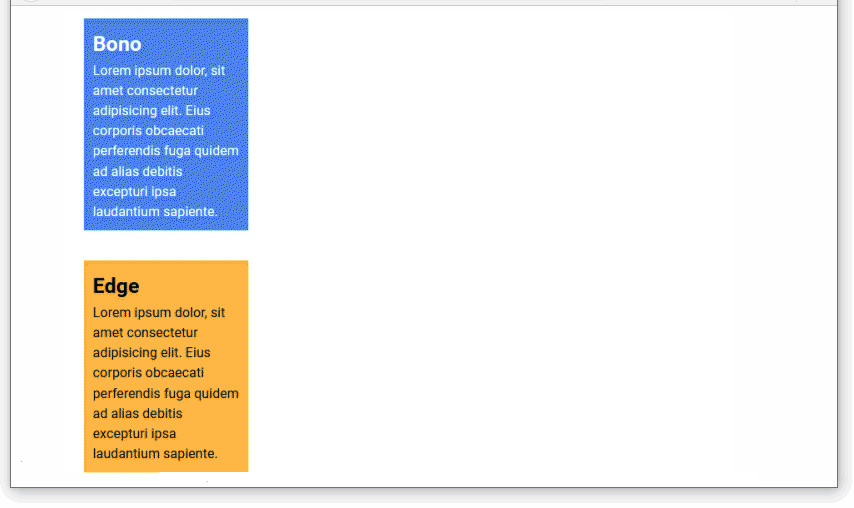 Bono
Lorem ipsum dolor, sit
amet consectetur
adipisicing elit. Eius
corporis obcaecati
perferendis fuga quidem
ad alias debitis
excepturi ipsa
laudantium sapiente.
Edge
Lorem ipsum dolor, sit
amet consectetur
adipisicing elit. Eius
corporis obcaecati
perferendis fuga quidem
ad alias debitis
excepturi ipsa
laudantium sapiente.